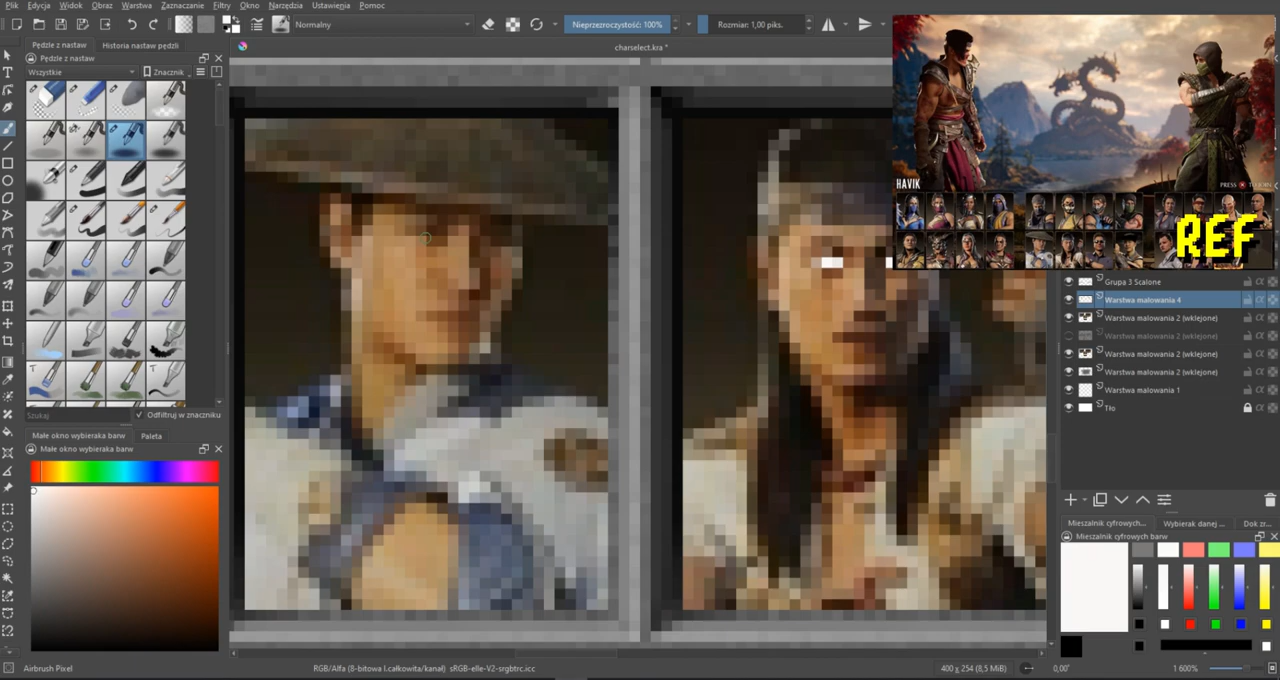 Plik Edycja Widok Obraz Warstwa Zaznaczanie Filtry Okno Narzędzia Ustawienia Pomoc
Normalny
Nieprzezroczystość: 100%
Rozmiar: 1,00 piks.
Pędzle z nastaw Historia nastaw pędzli
charselect.kra *
Pędzle z nastaw
Wszystkie
Znacznik
Szukaj
Odfiltruj w znaczniku
Małe okno wybieraka barw Paleta
Małe okno wybieraka barw
HAVIK
PRESS
REF
Grupa 3 Scalone
Warstwa malowania 4
Warstwa malowania 2 (wklejone)
Warstwa malowania 2 (wklejone)
Warstwa malowania 2 (wklejone)
Warstwa malowania 2 (wklejone)
Warstwa malowania 1
Tło
Mieszalnik cyfrowych... Wybierak danej ... Dok zr...
Mieszalnik cyfrowych barw
Airbrush Pixel
RGB/Alfa (8-bitowa l.całkowita/kanał) sRGB-elle-V2-srgbtrc.icc
400 x 254 (8,5 MiB)
0,00°
1 600%